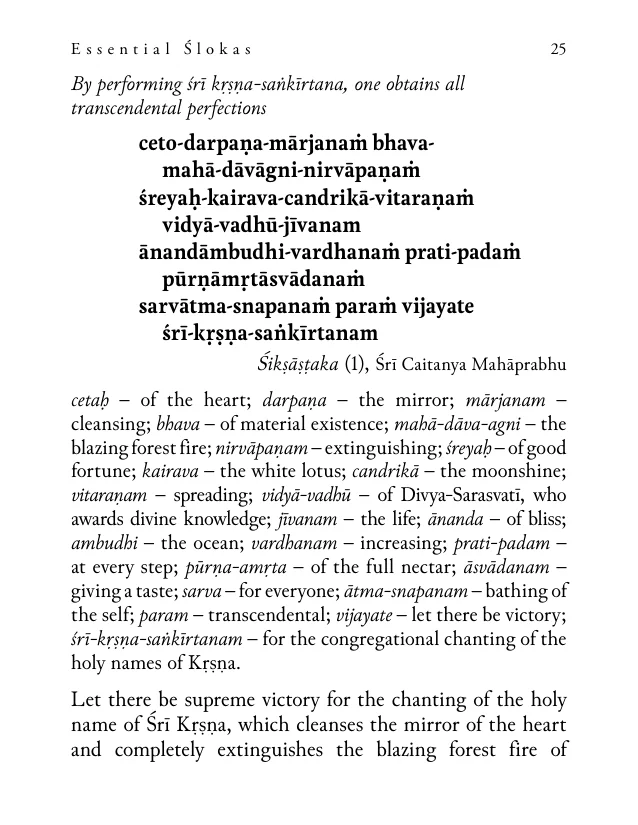 Essential Ślokas 25
By performing śrī kṛṣṇa-saṅkīrtana, one obtains all
transcendental perfections
ceto-darpaṇa-mārjanaṁ bhava-
mahā-dāvāgni-nirvāpaṇaṁ
śreyaḥ-kairava-candrikā-vitaraṇaṁ
vidyā-vadhū-jīvanam
ānandāmbudhi-vardhanaṁ prati-padaṁ
pūrṇāmṛtāsvādanaṁ
sarvātma-snapanaṁ paraṁ vijayate
śrī-kṛṣṇa-saṅkīrtanam
Śikṣāṣṭaka (1), Śrī Caitanya Mahāprabhu
cetaḥ – of the heart; darpaṇa – the mirror; mārjanam –
cleansing; bhava – of material existence; mahā-dāva-agni – the
blazing forest fire; nirvāpaṇam – extinguishing; śreyaḥ – of good
fortune; kairava – the white lotus; candrikā – the moonshine;
vitaraṇam – spreading; vidyā-vadhū – of Divya-Sarasvatī, who
awards divine knowledge; jīvanam – the life; ānanda – of bliss;
ambudhi – the ocean; vardhanam – increasing; prati-padam –
at every step; pūrṇa-amṛta – of the full nectar; āsvādanam –
giving a taste; sarva – for everyone; ātma-snapanam – bathing of
the self; param – transcendental; vijayate – let there be victory;
śrī-kṛṣṇa-saṅkīrtanam – for the congregational chanting of the
holy names of Kṛṣṇa.
Let there be supreme victory for the chanting of the holy
name of Śrī Kṛṣṇa, which cleanses the mirror of the heart
and completely extinguishes the blazing forest fire of